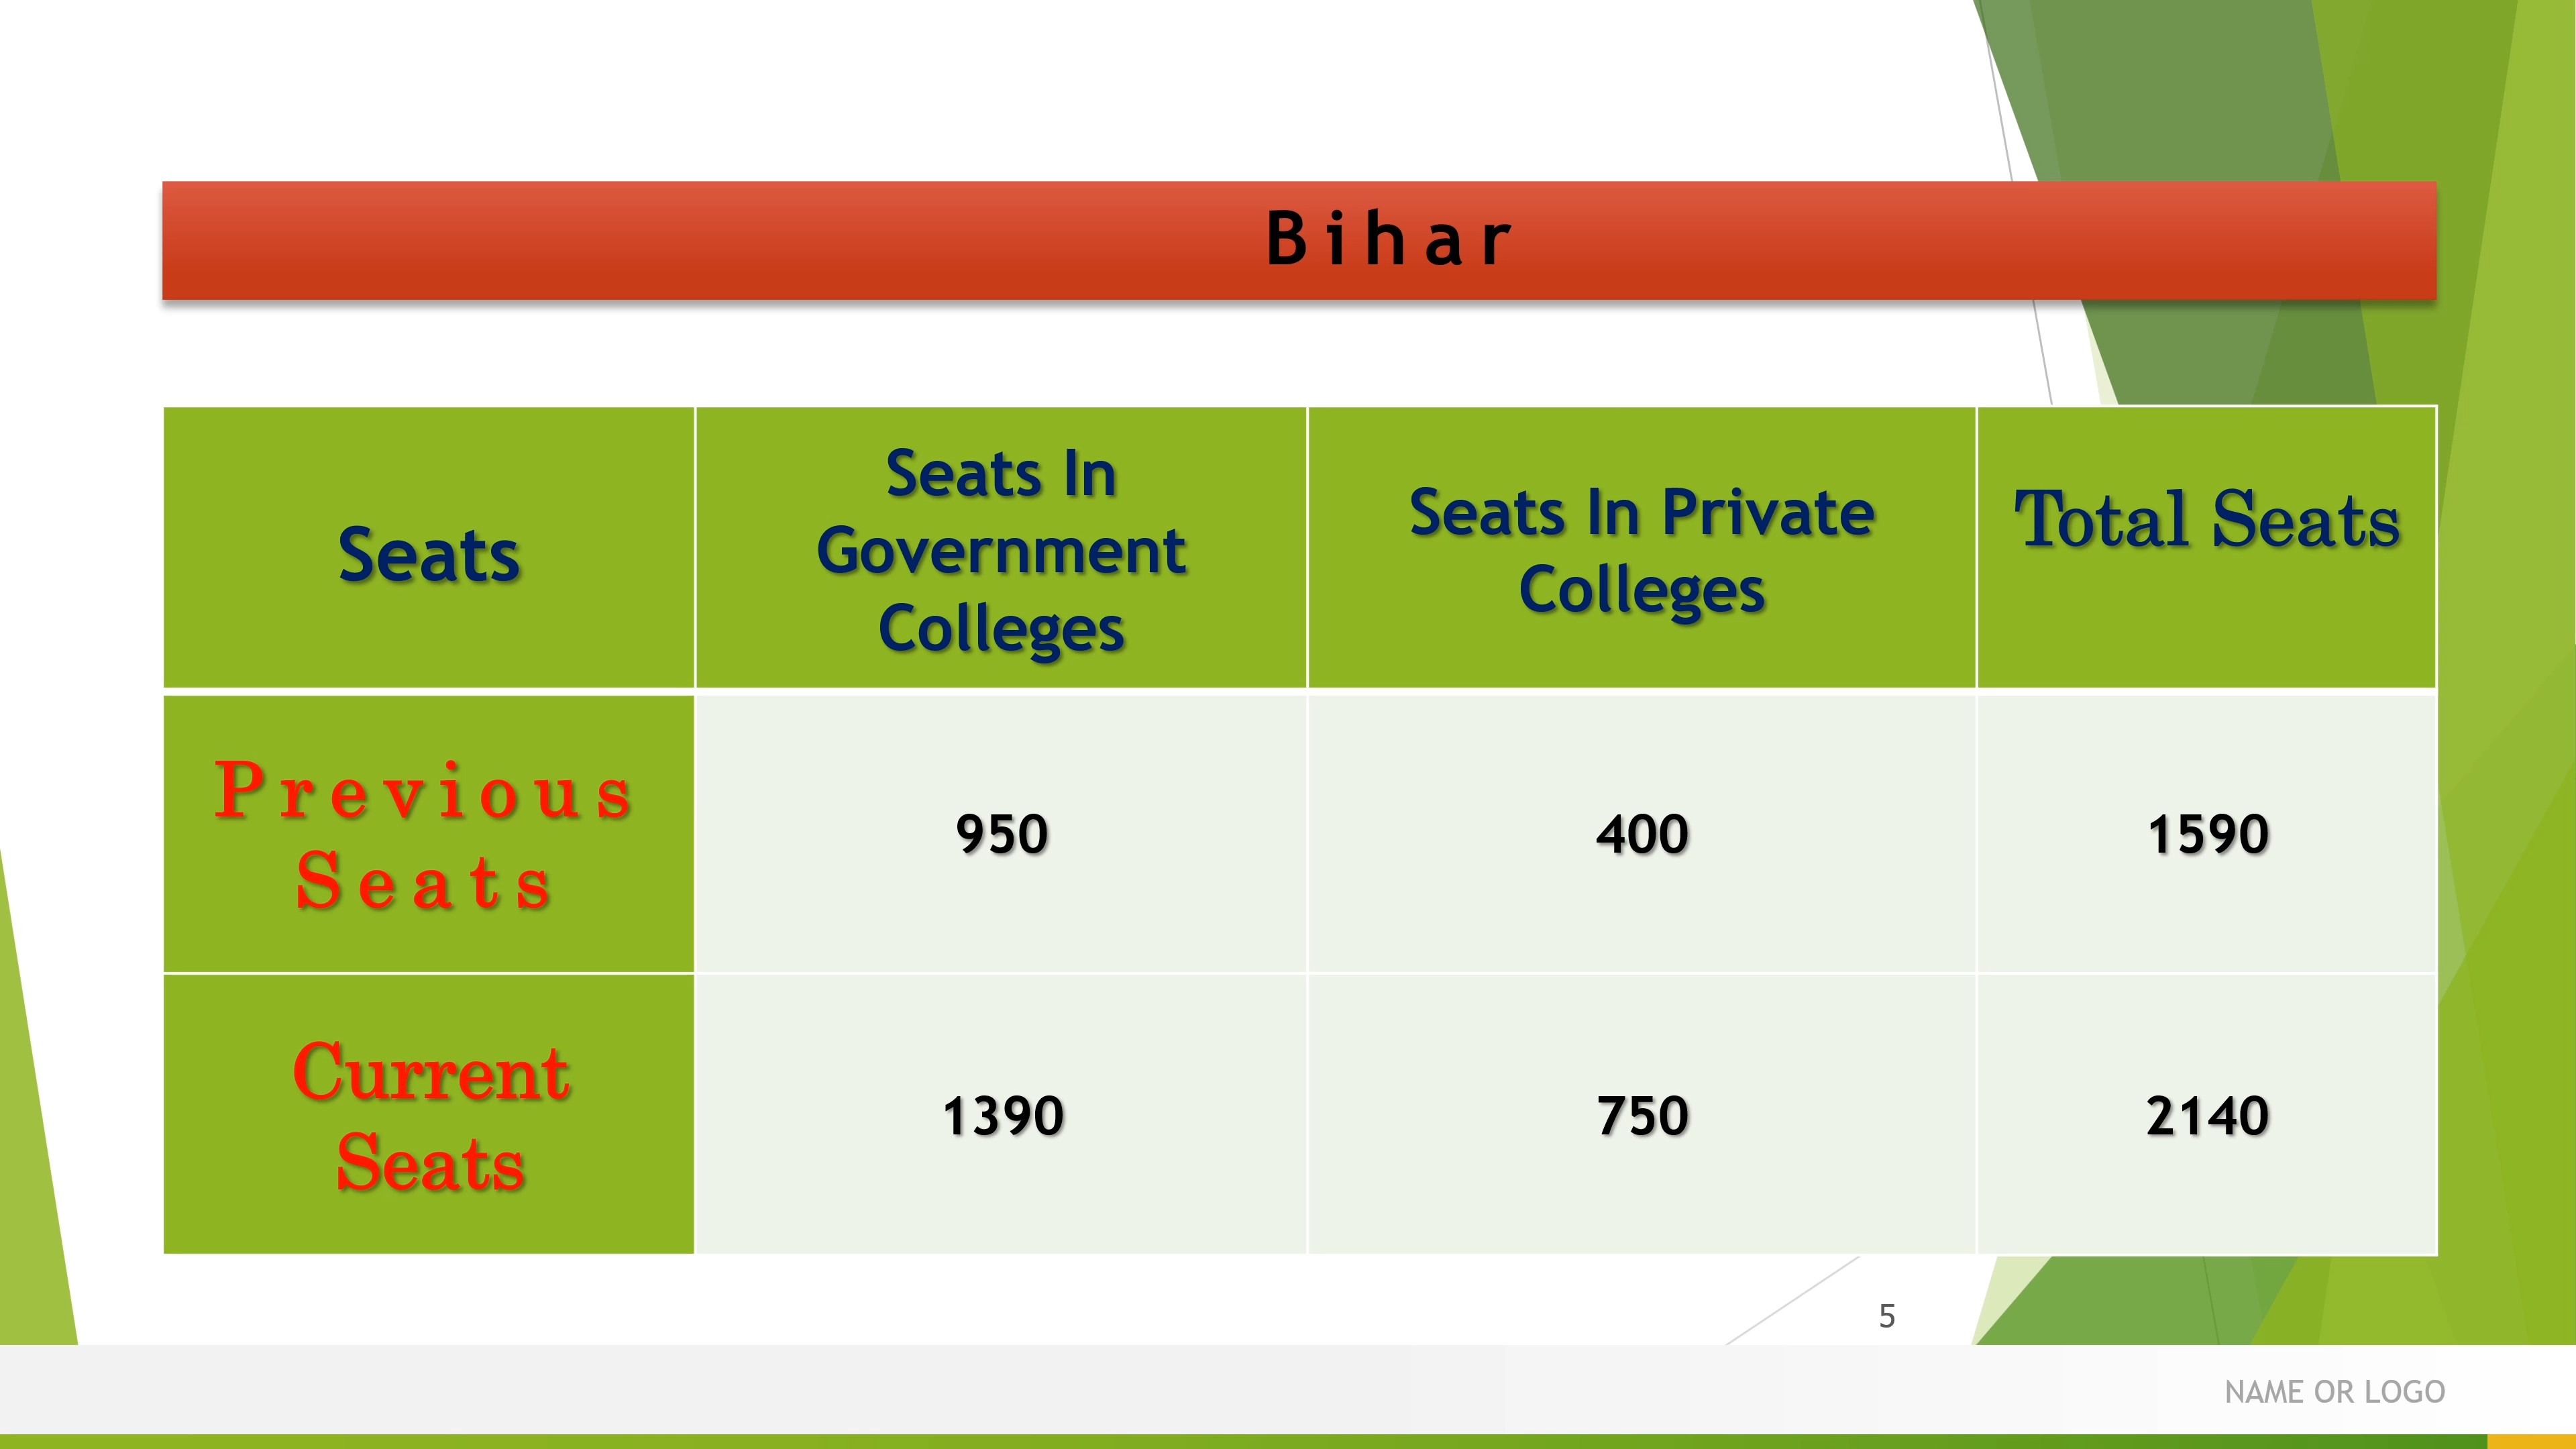 Bihar
Seats
Seats In
Government
Colleges
Seats In Private
Colleges
Total Seats
Previous
Seats
950
400
1590
Current
Seats
1390
750
2140
5
NAME OR LOGO